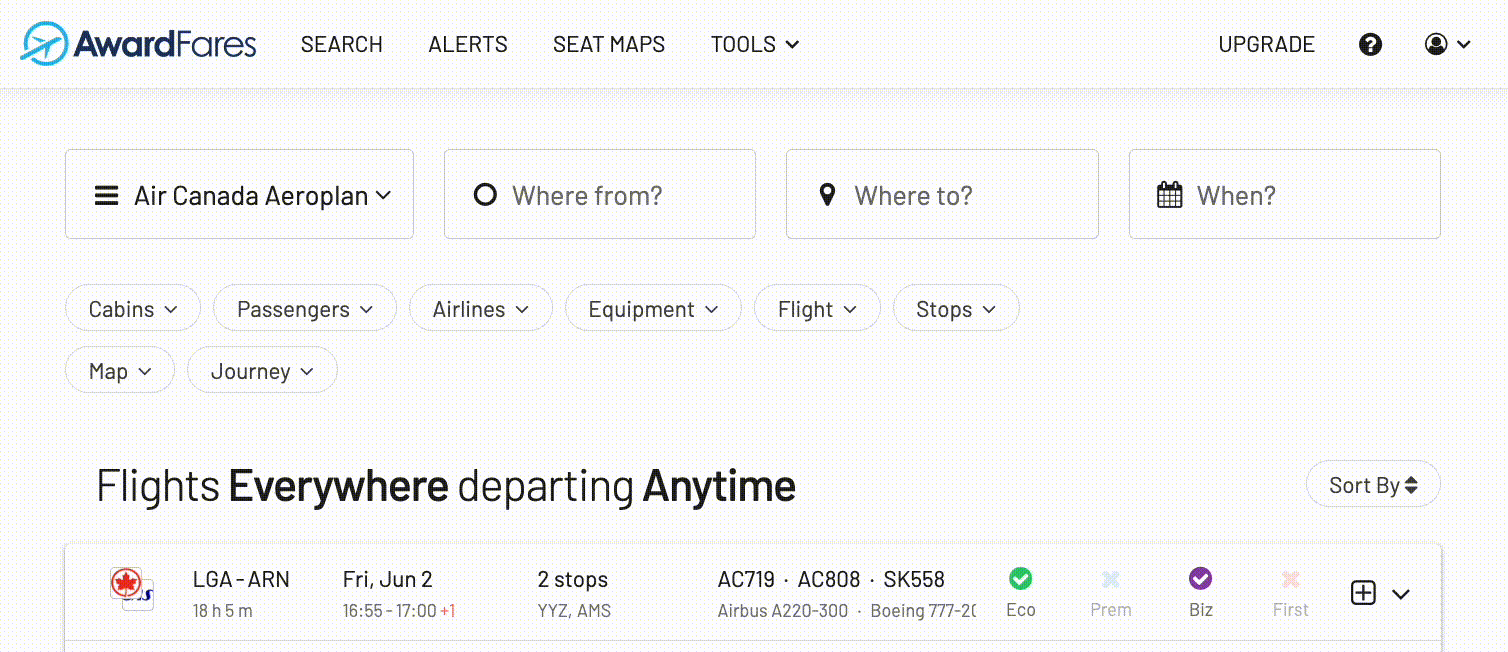 AwardFares SEARCH ALERTS SEAT MAPS TOOLS UPGRADE ?
Air Canada Aeroplan Where from? Where to? When?
Cabins Passengers Airlines Equipment Flight Stops
Map Journey
Flights Everywhere departing Anytime Sort By
LGA - ARN Fri, Jun 2 2 stops AC719 · AC808 · SK558
18 h 5 m 16:55 - 17:00 +1 YYZ, AMS Airbus A220-300 · Boeing 777-20 Eco Prem Biz First